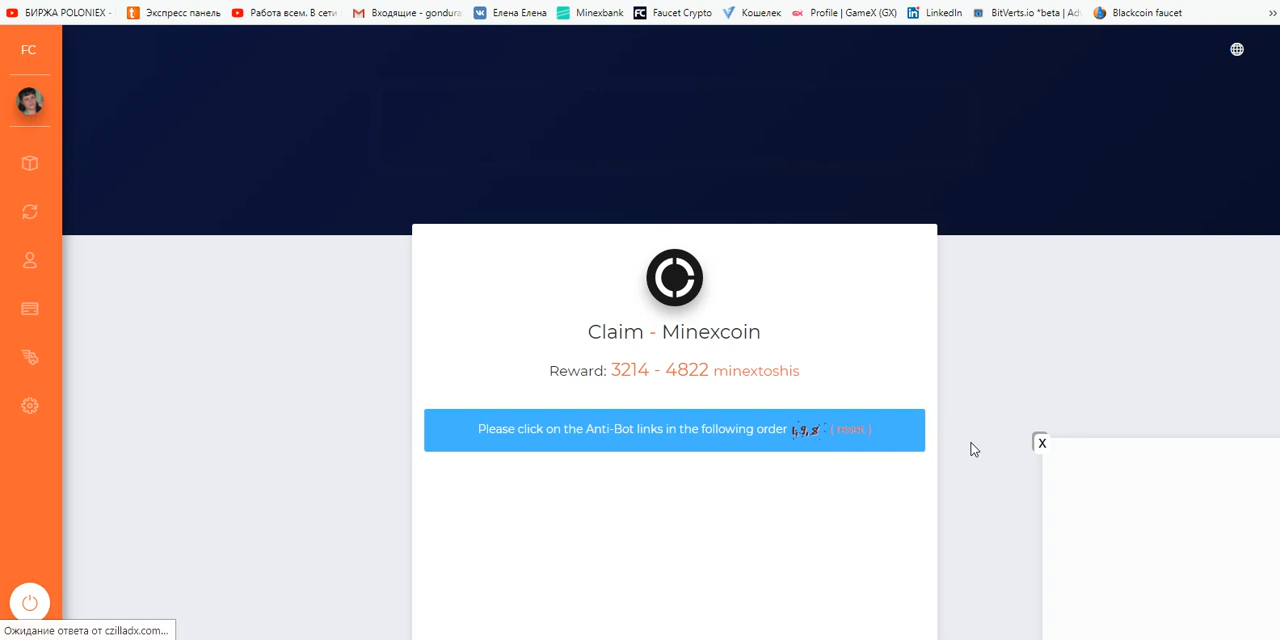 БИРЖА POLONIEX - Экспресс панель Работа всем. В сети Входящие - gondura Елена Елена Minexbank Faucet Crypto Кошелек Profile | GameX (GX) LinkedIn BitVerts.io *beta | Ad Blackcoin faucet »
FC
Claim - Minexcoin
Reward: 3214 - 4822 minextoshis
Please click on the Anti-Bot links in the following order ( reset )
X
Ожидание ответа от czilladx.com...